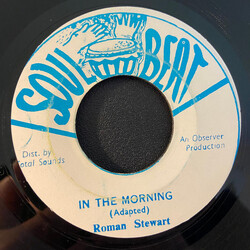 SOUL BEAT
Dist. by
Total Sounds
An Observer
Production
IN THE MORNING
(Adapted)
Roman Stewart